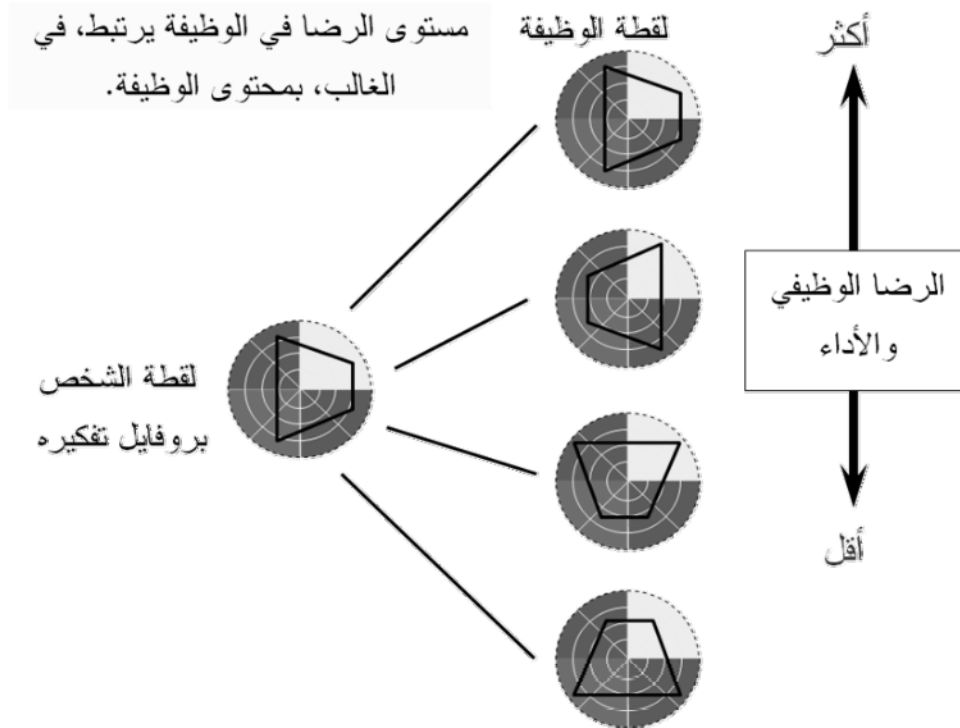 مستوى الرضا في الوظيفة يرتبط، في
الغالب، بمحتوى الوظيفة.
لقطة الوظيفة
أكثر
الرضا الوظيفي
والأداء
أقل
لقطة الشخص
بروفايل تفكيره